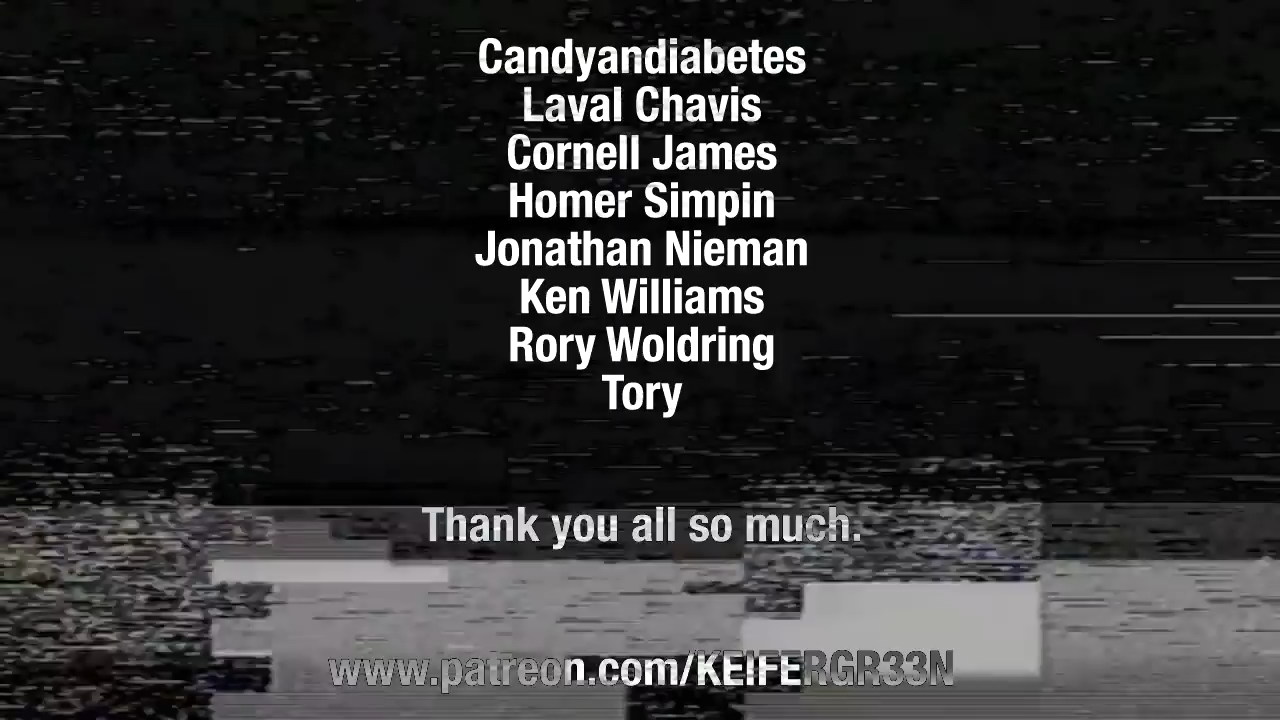 Candyandiabetes
Laval Chavis
Cornell James
Homer Simpin
Jonathan Nieman
Ken Williams
Rory Woldring
Tory
Thank you all so much.
www.patreon.com/KEIFERGR33N